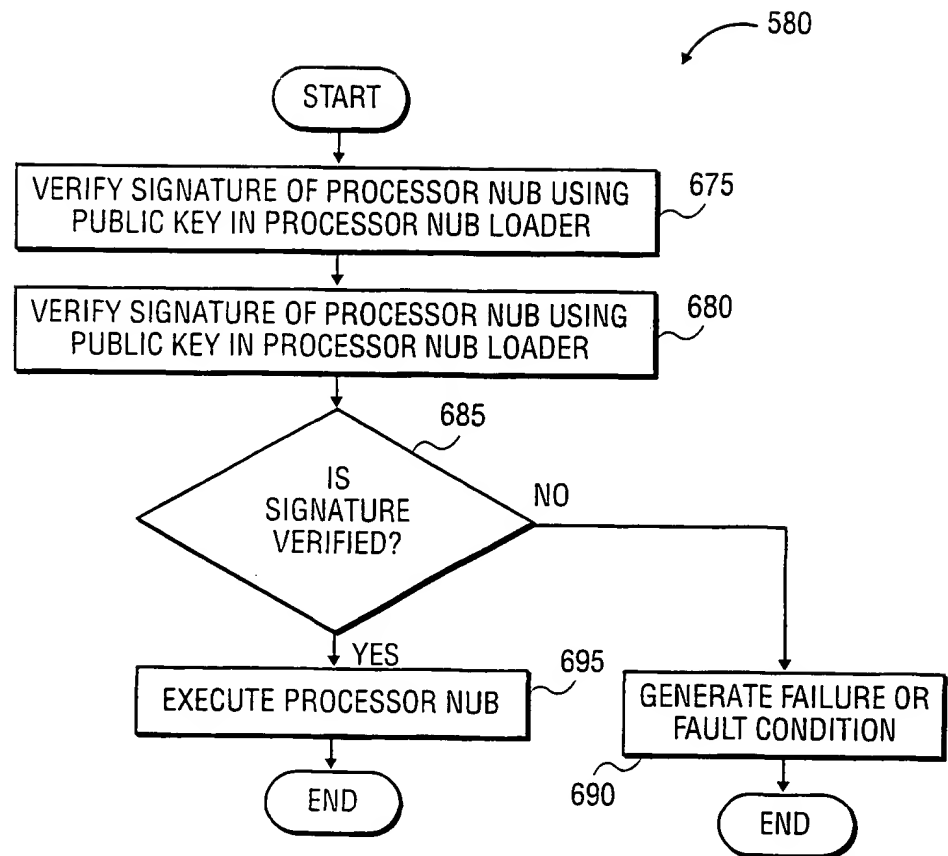 580
START
VERIFY SIGNATURE OF PROCESSOR NUB USING
PUBLIC KEY IN PROCESSOR NUB LOADER
675
VERIFY SIGNATURE OF PROCESSOR NUB USING
PUBLIC KEY IN PROCESSOR NUB LOADER
680
685
IS
SIGNATURE
VERIFIED?
NO
YES
EXECUTE PROCESSOR NUB
695
GENERATE FAILURE OR
FAULT CONDITION
690
END
END